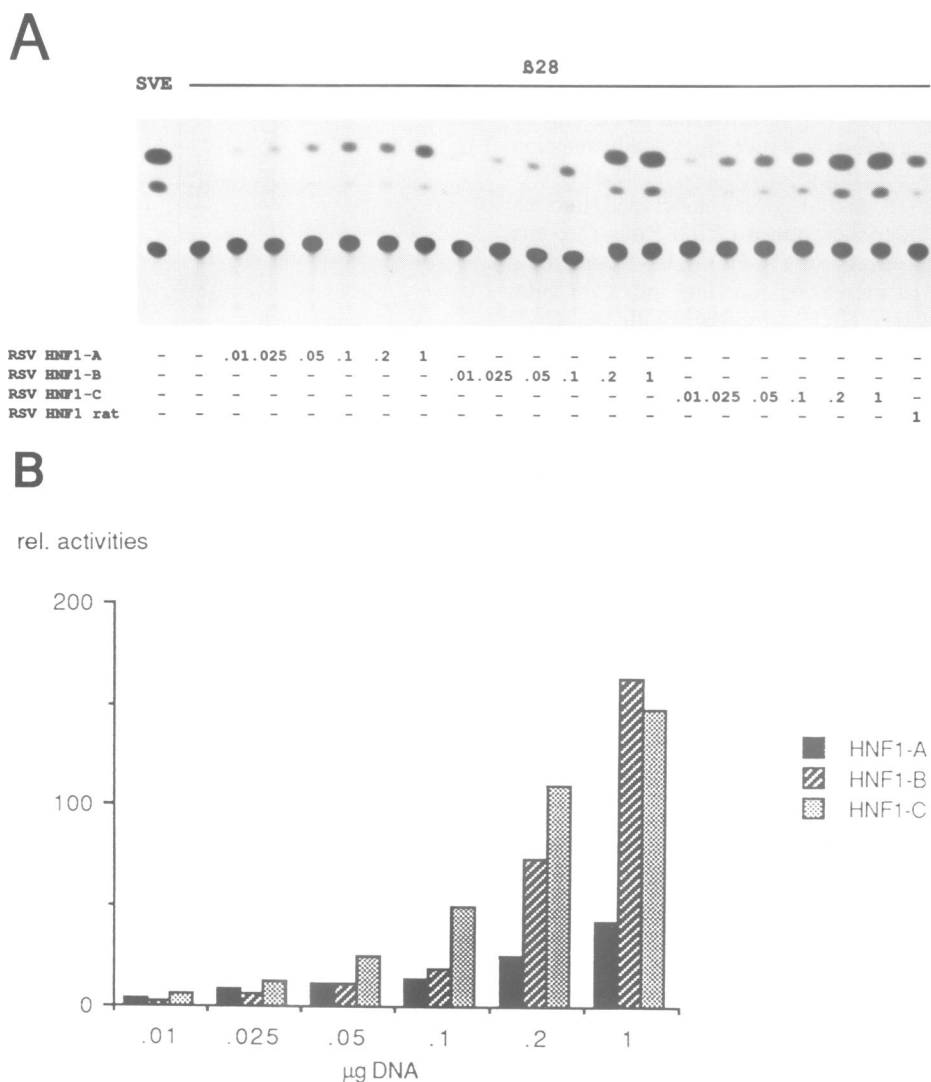 A
SVE ß28
RSV HNF1-A - - .01 .025 .05 .1 .2 1 - - - - - - - - - - - - -
RSV HNF1-B - - - - - - - - .01 .025 .05 .1 .2 1 - - - - - - -
RSV HNF1-C - - - - - - - - - - - - - - .01 .025 .05 .1 .2 1 -
RSV HNF1 rat - - - - - - - - - - - - - - - - - - - - 1
B
rel. activities
200
100
0
.01 .025 .05 .1 .2 1
µg DNA
HNF1-A
HNF1-B
HNF1-C